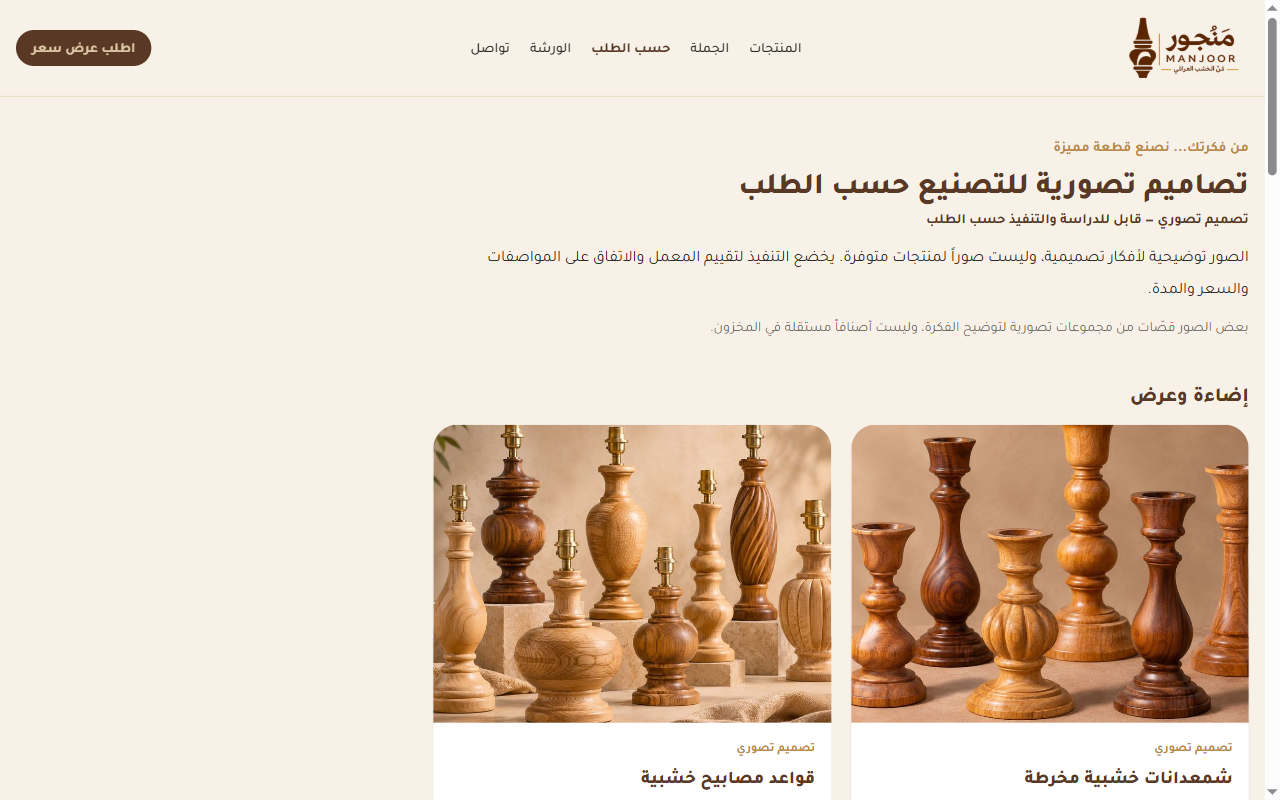 مَنْجور
MANJOOR
فنّ الخشب العراقي
المنتجات
الجملة
حسب الطلب
الورشة
تواصل
اطلب عرض سعر
من فكرتك... نصنع قطعة مميزة
تصاميم تصورية للتصنيع حسب الطلب
تصميم تصوري – قابل للدراسة والتنفيذ حسب الطلب
الصور توضيحية لأفكار تصميمية، وليست صوراً لمنتجات متوفرة. يخضع التنفيذ لتقييم المعمل والاتفاق على المواصفات
والسعر والمدة.
بعض الصور قصّات من مجموعات تصورية لتوضيح الفكرة، وليست أصنافاً مستقلة في المخزون.
إضاءة وعرض
تصميم تصوري
شمعدانات خشبية مخرطة
تصميم تصوري
قواعد مصابيح خشبية